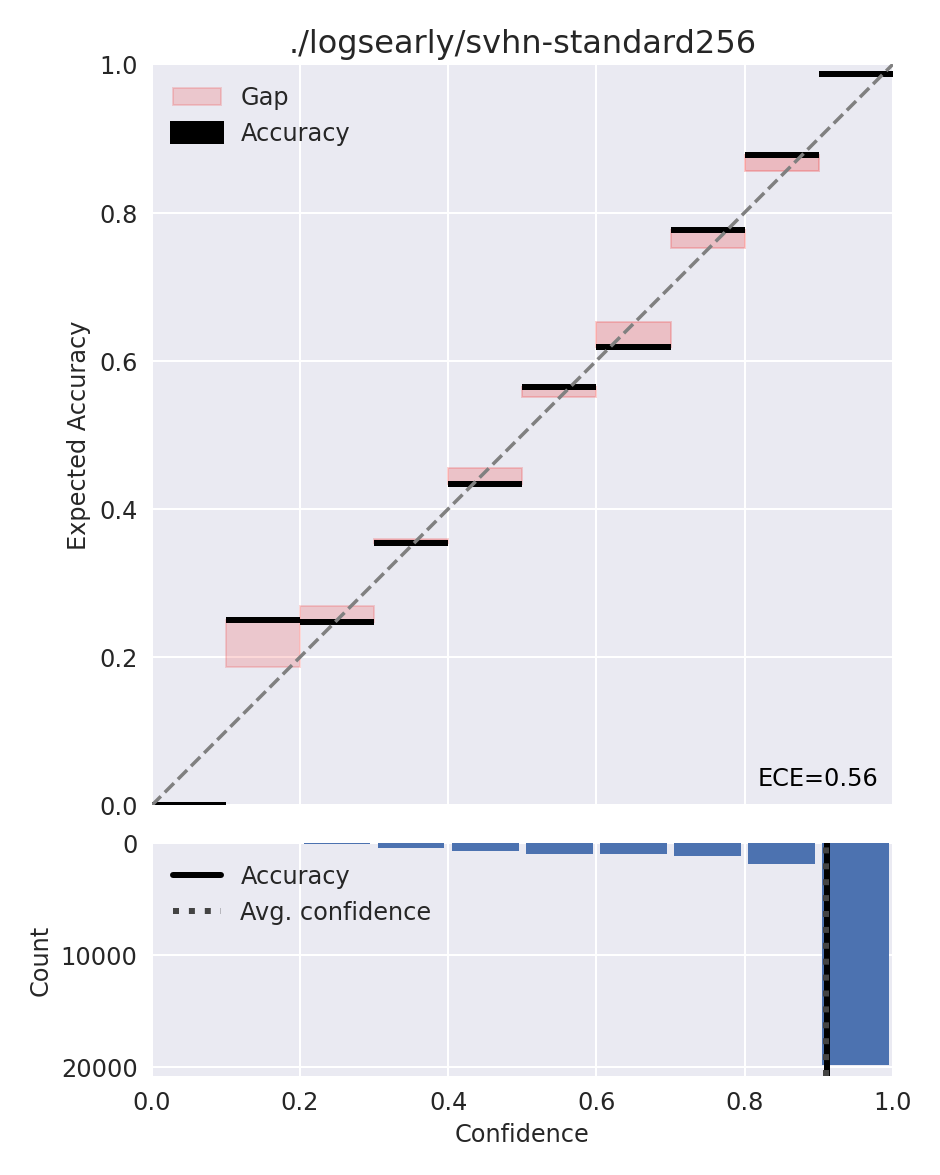 ./logsearly/svhn-standard256
1.0
Gap
Accuracy
0.8
0.6
Expected Accuracy
0.4
0.2
ECE=0.56
0.0
0
Accuracy
Avg. confidence
Count
10000
20000
0.0 0.2 0.4 0.6 0.8 1.0
Confidence